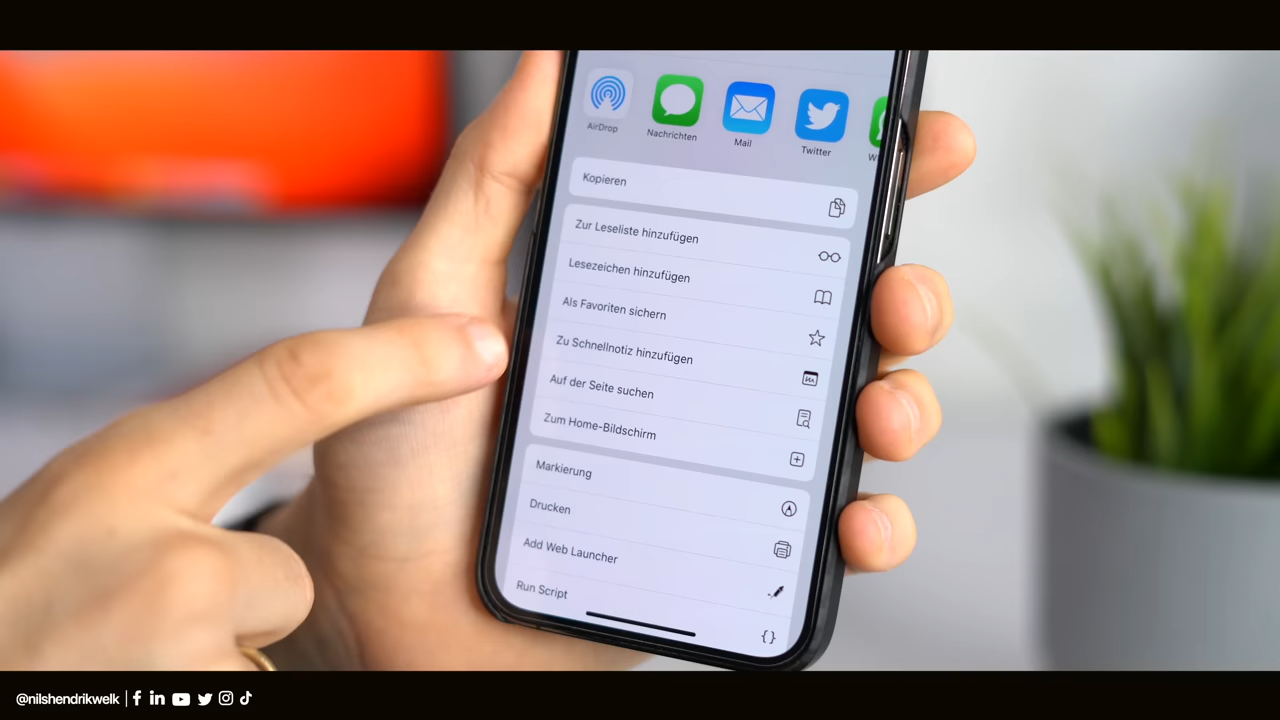 AirDrop
Nachrichten
Mail
Twitter
Kopieren
Zur Leseliste hinzufügen
Lesezeichen hinzufügen
Als Favoriten sichern
Zu Schnellnotiz hinzufügen
Auf der Seite suchen
Zum Home-Bildschirm
Markierung
Drucken
Add Web Launcher
Run Script
@nilshendrikwelk